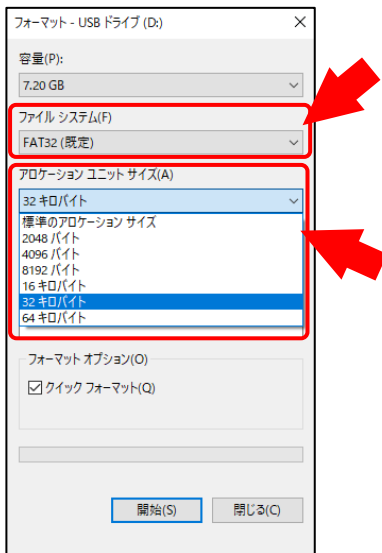 フォーマット - USB ドライブ (D:)
容量(P):
7.20 GB
ファイル システム(F)
FAT32 (既定)
アロケーション ユニット サイズ(A)
32 キロバイト
標準のアロケーション サイズ
2048 バイト
4096 バイト
8192 バイト
16 キロバイト
32 キロバイト
64 キロバイト
フォーマット オプション(O)
クイック フォーマット(Q)
開始(S)
閉じる(C)